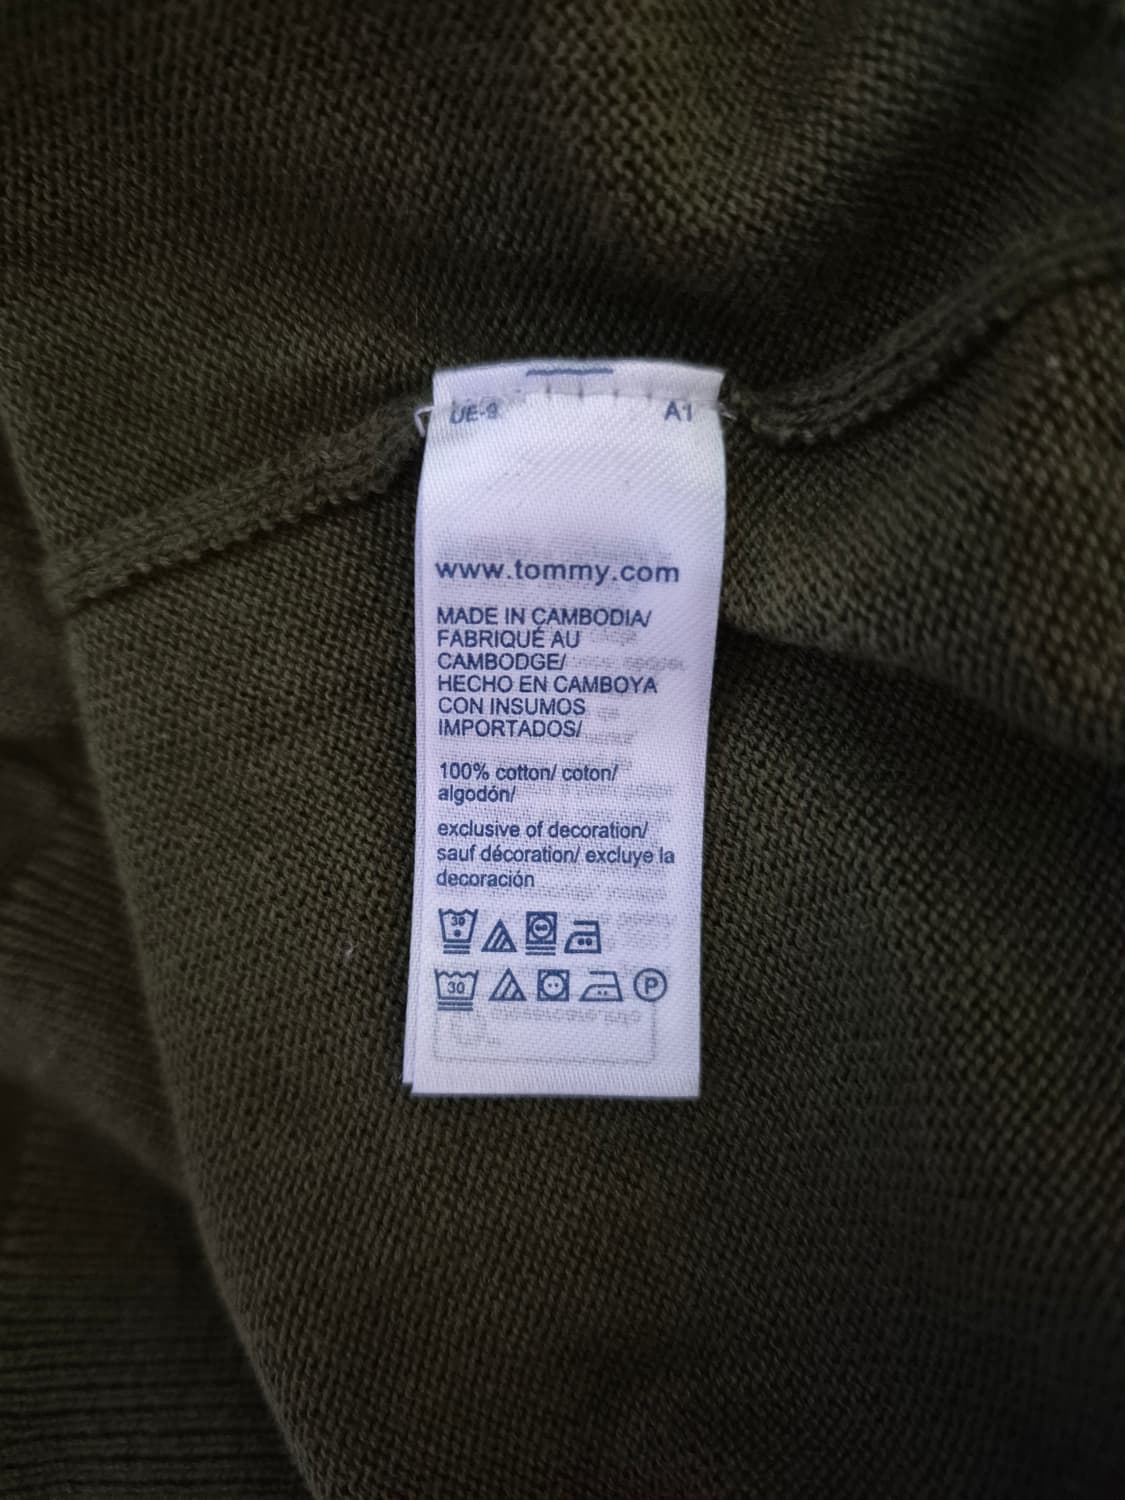 UE-9 A1
www.tommy.com
MADE IN CAMBODIA/
FABRIQUÉ AU
CAMBODGE/
HECHO EN CAMBOYA
CON INSUMOS
IMPORTADOS/
100% cotton/ coton/
algodón/
exclusive of decoration/
sauf décoration/ excluye la
decoración
30
30 P